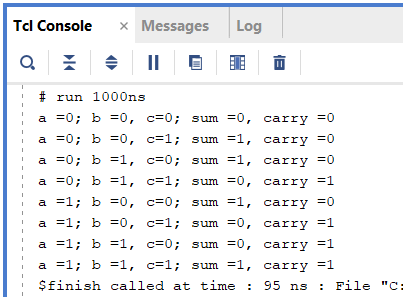 Tcl Console × Messages Log
# run 1000ns
a =0; b =0, c=0; sum =0, carry =0
a =0; b =0, c=1; sum =1, carry =0
a =0; b =1, c=0; sum =1, carry =0
a =0; b =1, c=1; sum =0, carry =1
a =1; b =0, c=0; sum =1, carry =0
a =1; b =0, c=1; sum =0, carry =1
a =1; b =1, c=0; sum =0, carry =1
a =1; b =1, c=1; sum =1, carry =1
$finish called at time : 95 ns : File "C: